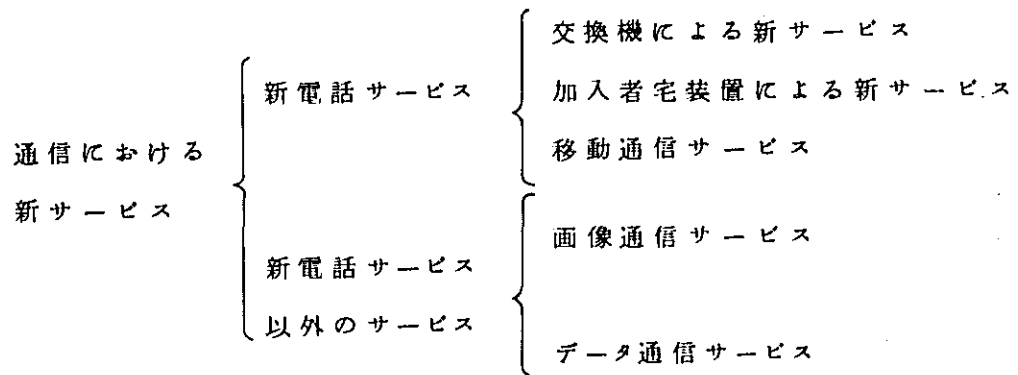 通信における
新サービス
新電話サービス
交換機による新サービス
加入者宅装置による新サービス
移動通信サービス
新電話サービス
以外のサービス
画像通信サービス
データ通信サービス